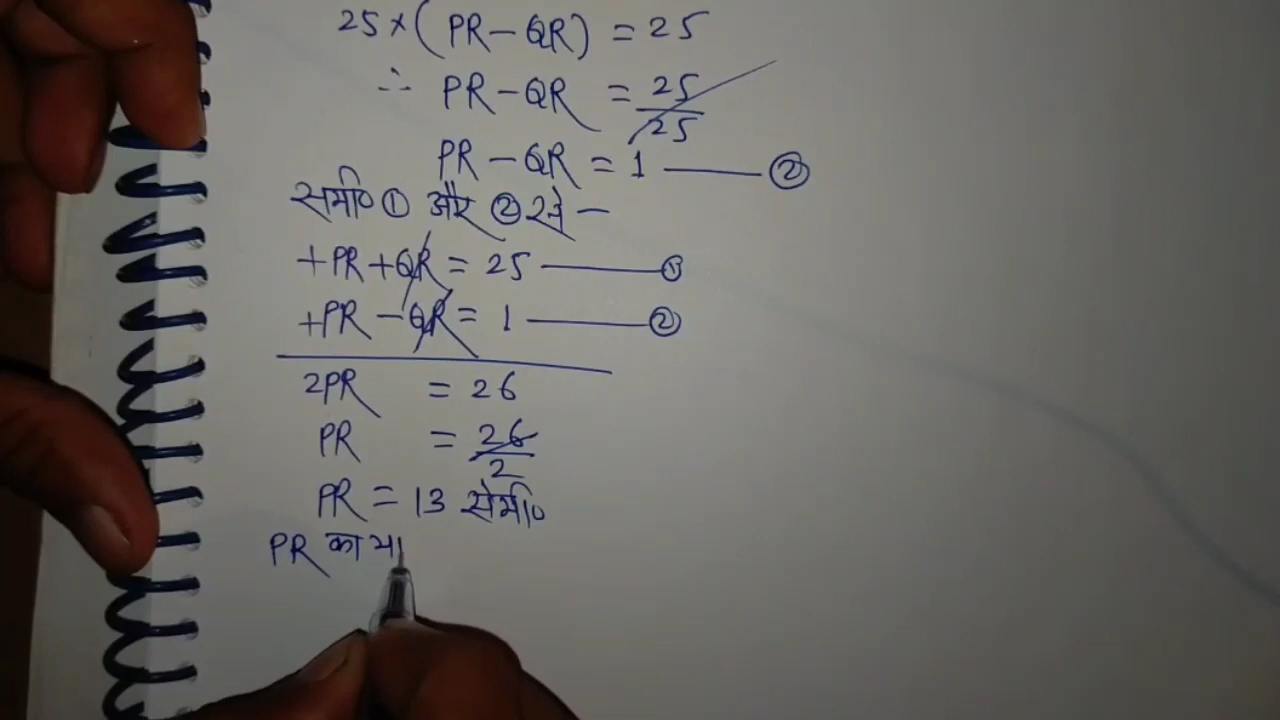 25 × (PR – QR) = 25
∴ PR – QR = 25/25
PR – QR = 1 —— ②
समी० ① और ② से –
+PR + QR = 25 —— ①
+PR – QR = 1 —— ②
2PR = 26
PR = 26/2
PR = 13 सेमी०
PR का मा